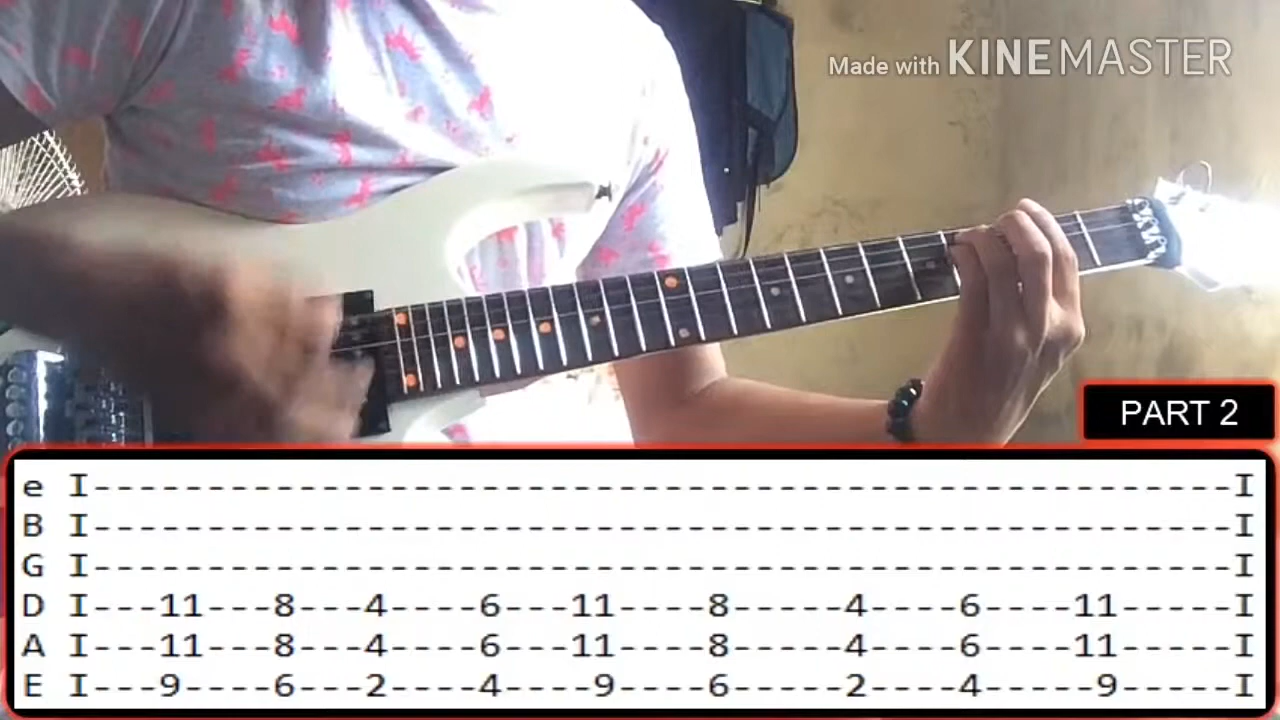 Made with KINEMASTER
PART 2
e I------------------------------------------------------------I
B I------------------------------------------------------------I
G I------------------------------------------------------------I
D I---11---8---4----6---11----8-----4----6----11-----I
A I---11---8---4----6---11----8-----4----6----11-----I
E I---9----6---2----4----9----6-----2----4-----9-----I